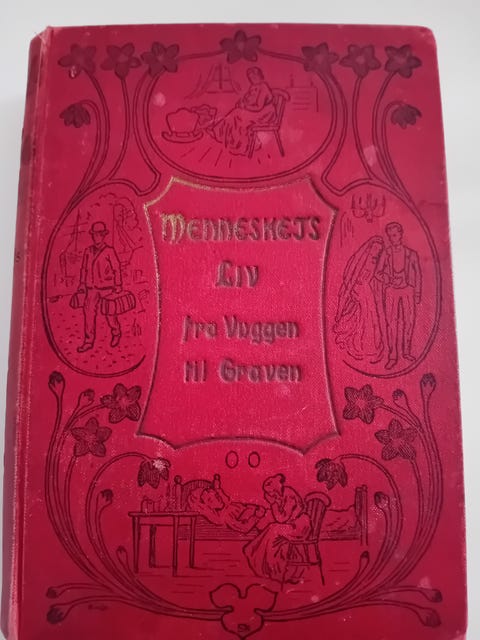 Menneskets
Liv
fra Vuggen
til Graven